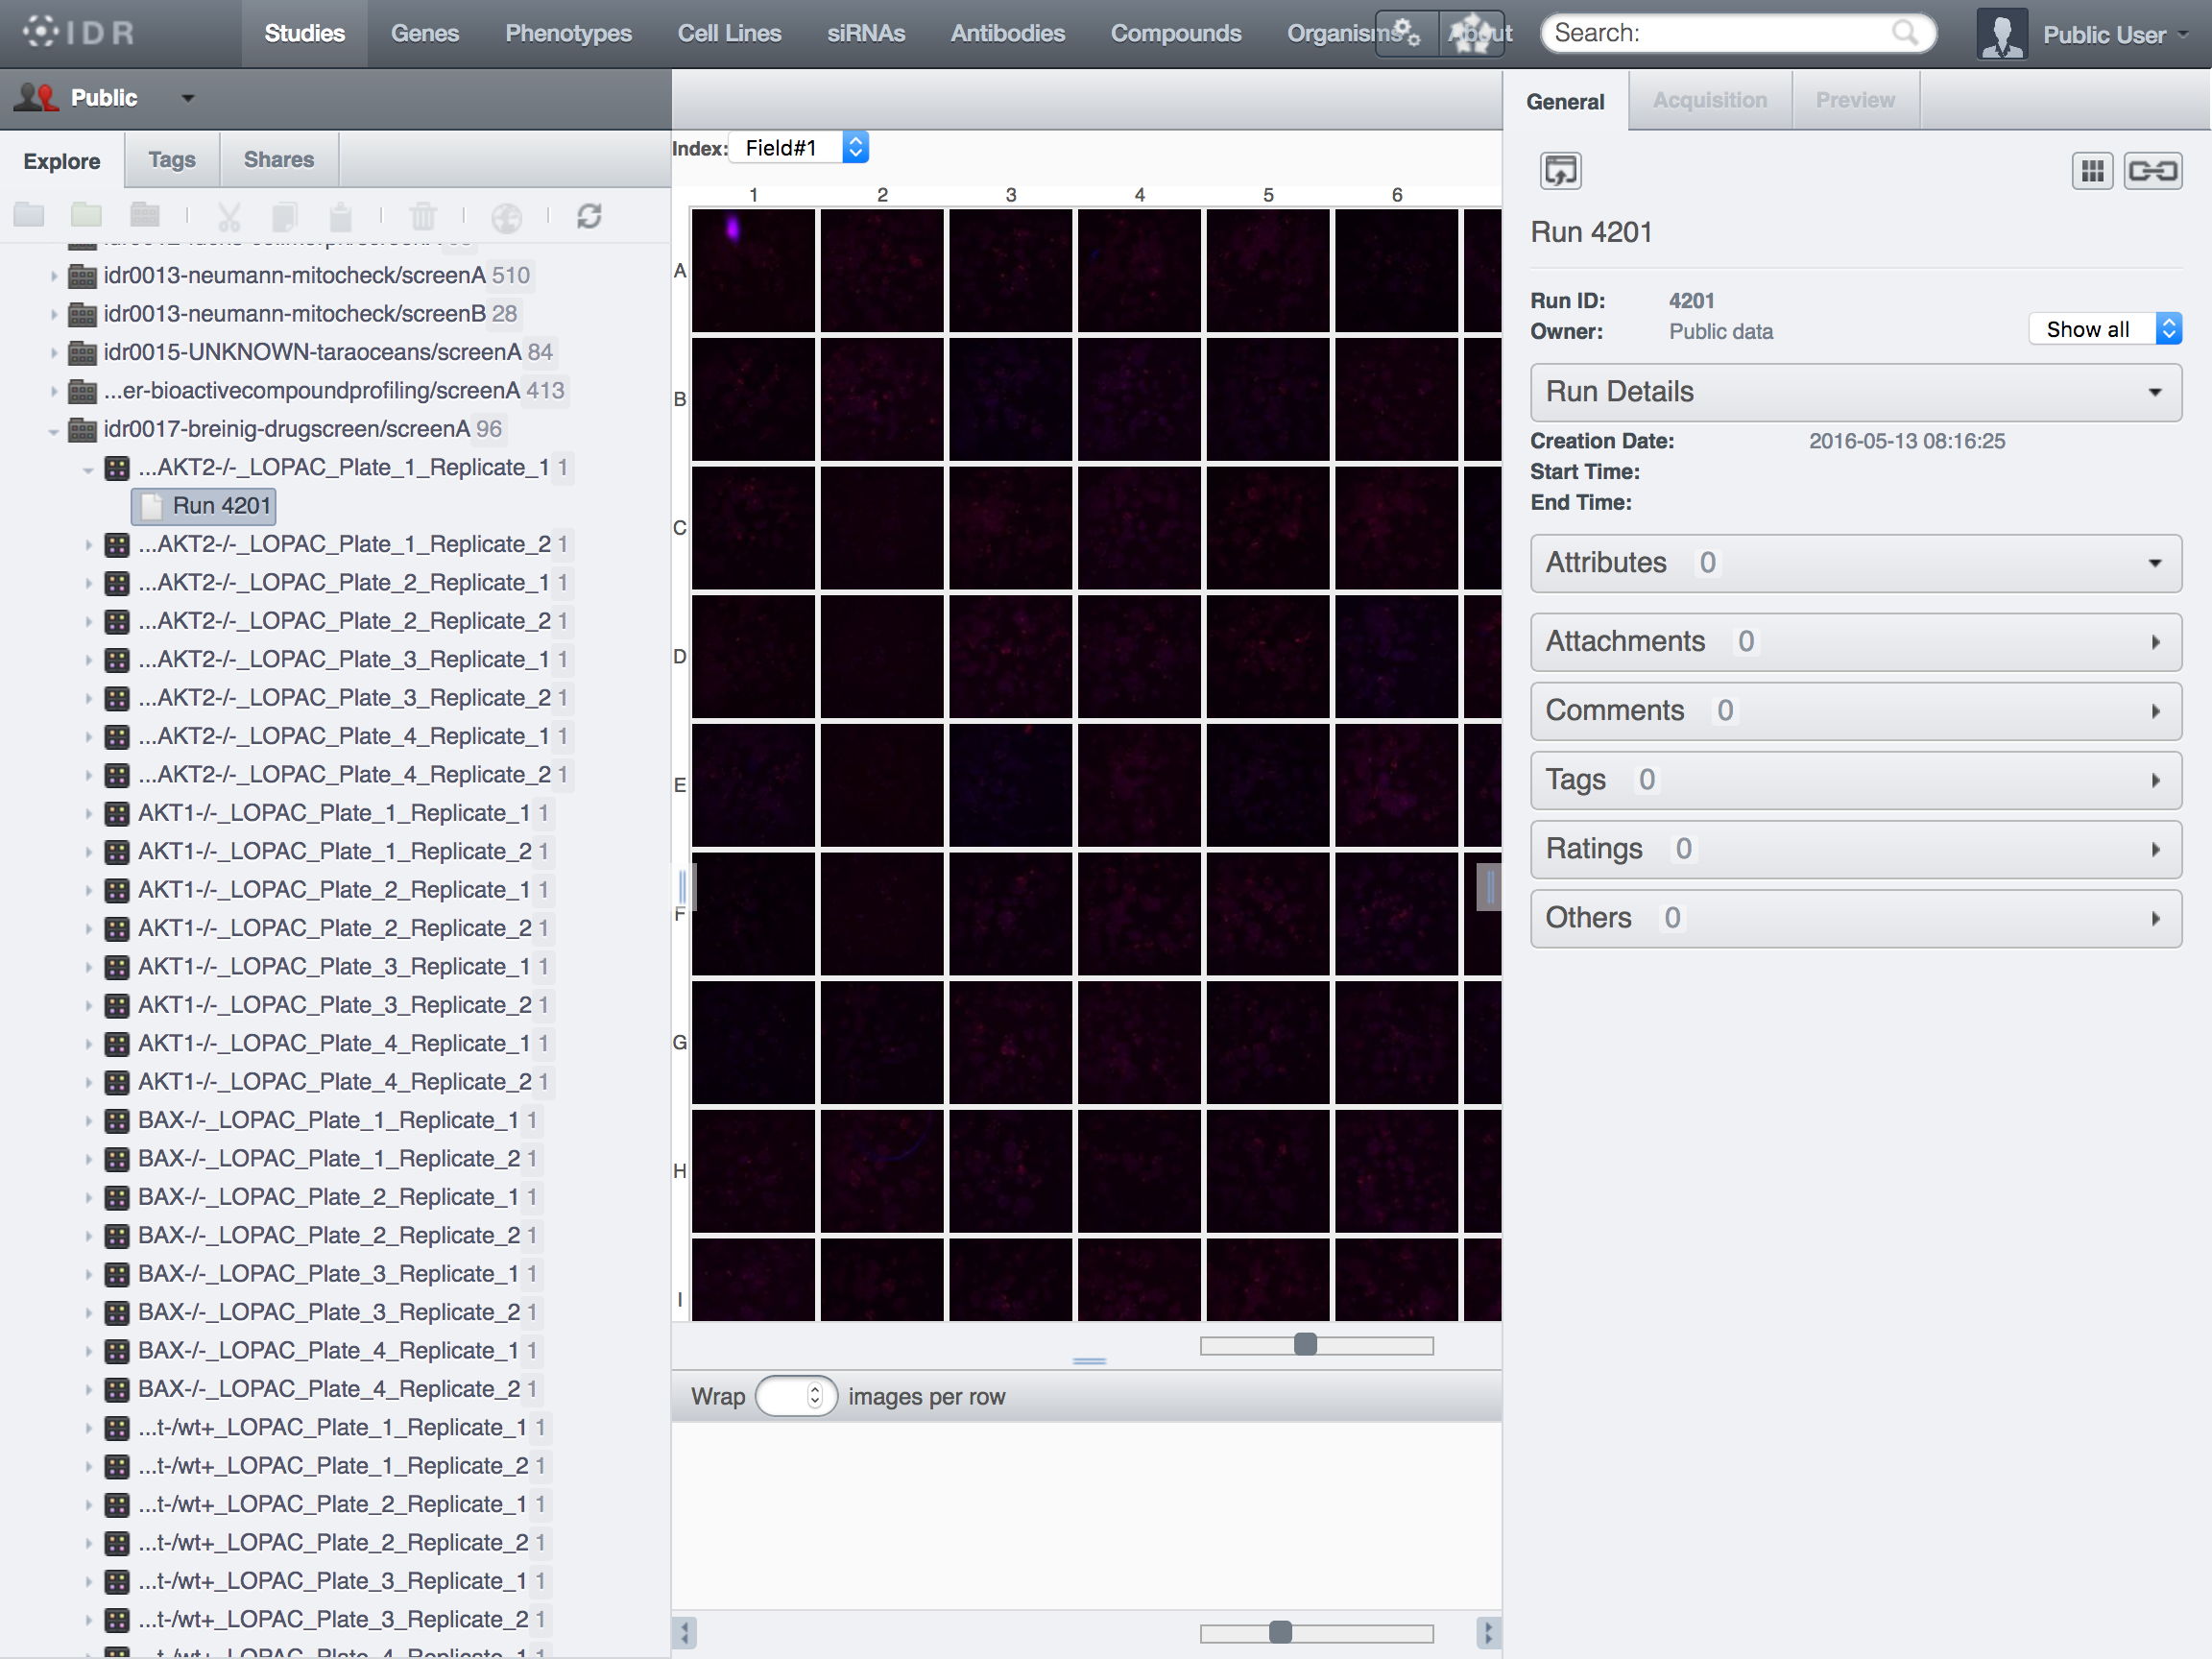 IDR
Studies
Genes
Phenotypes
Cell Lines
siRNAs
Antibodies
Compounds
Organisms
About
Search:
Public User
Public
Explore
Tags
Shares
idr0013-neumann-mitocheck/screenA 510
idr0013-neumann-mitocheck/screenB 28
idr0015-UNKNOWN-taraoceans/screenA 84
...er-bioactivecompoundprofiling/screenA 413
idr0017-breinig-drugscreen/screenA 96
...AKT2-/-_LOPAC_Plate_1_Replicate_1 1
Run 4201
...AKT2-/-_LOPAC_Plate_1_Replicate_2 1
...AKT2-/-_LOPAC_Plate_2_Replicate_1 1
...AKT2-/-_LOPAC_Plate_2_Replicate_2 1
...AKT2-/-_LOPAC_Plate_3_Replicate_1 1
...AKT2-/-_LOPAC_Plate_3_Replicate_2 1
...AKT2-/-_LOPAC_Plate_4_Replicate_1 1
...AKT2-/-_LOPAC_Plate_4_Replicate_2 1
AKT1-/-_LOPAC_Plate_1_Replicate_1 1
AKT1-/-_LOPAC_Plate_1_Replicate_2 1
AKT1-/-_LOPAC_Plate_2_Replicate_1 1
AKT1-/-_LOPAC_Plate_2_Replicate_2 1
AKT1-/-_LOPAC_Plate_3_Replicate_1 1
AKT1-/-_LOPAC_Plate_3_Replicate_2 1
AKT1-/-_LOPAC_Plate_4_Replicate_1 1
AKT1-/-_LOPAC_Plate_4_Replicate_2 1
BAX-/-_LOPAC_Plate_1_Replicate_1 1
BAX-/-_LOPAC_Plate_1_Replicate_2 1
BAX-/-_LOPAC_Plate_2_Replicate_1 1
BAX-/-_LOPAC_Plate_2_Replicate_2 1
BAX-/-_LOPAC_Plate_3_Replicate_1 1
BAX-/-_LOPAC_Plate_3_Replicate_2 1
BAX-/-_LOPAC_Plate_4_Replicate_1 1
BAX-/-_LOPAC_Plate_4_Replicate_2 1
...t-/wt+_LOPAC_Plate_1_Replicate_1 1
...t-/wt+_LOPAC_Plate_1_Replicate_2 1
...t-/wt+_LOPAC_Plate_2_Replicate_1 1
...t-/wt+_LOPAC_Plate_2_Replicate_2 1
...t-/wt+_LOPAC_Plate_3_Replicate_1 1
...t-/wt+_LOPAC_Plate_3_Replicate_2 1
...t-/wt+_LOPAC_Plate_4_Replicate_1 1
Index: Field#1
1 2 3 4 5 6
A
B
C
D
E
F
G
H
I
Wrap images per row
General
Acquisition
Preview
Run 4201
Run ID: 4201
Owner: Public data
Show all
Run Details
Creation Date: 2016-05-13 08:16:25
Start Time:
End Time:
Attributes 0
Attachments 0
Comments 0
Tags 0
Ratings 0
Others 0